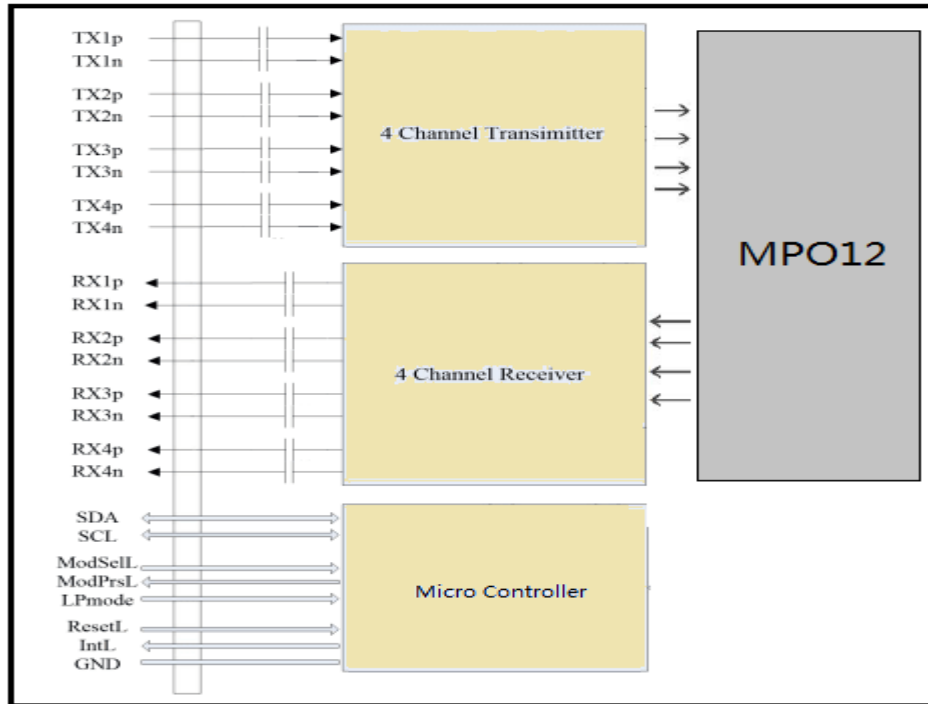 TX1p
TX1n
TX2p
TX2n
TX3p
TX3n
TX4p
TX4n
4 Channel Transimitter
MPO12
RX1p
RX1n
RX2p
RX2n
RX3p
RX3n
RX4p
RX4n
4 Channel Receiver
SDA
SCL
ModSelL
ModPrsL
LPmode
ResetL
IntL
GND
Micro Controller